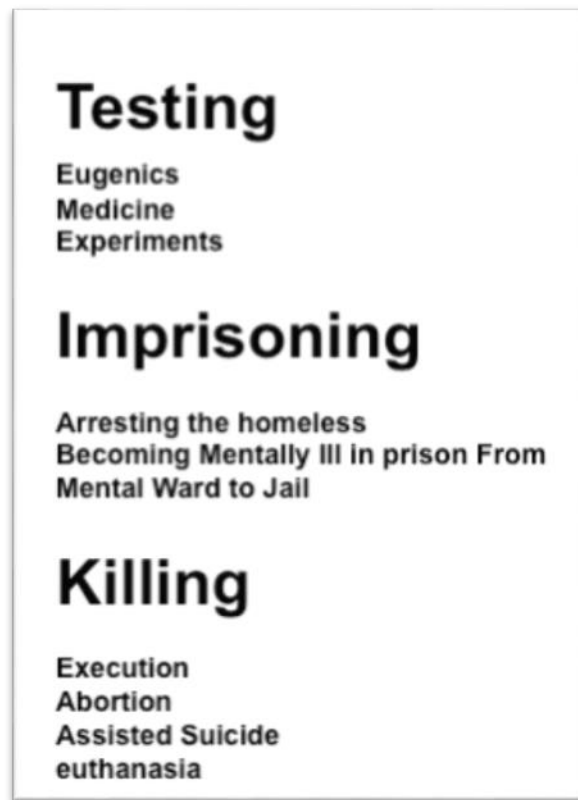 Testing
Eugenics
Medicine
Experiments
Imprisoning
Arresting the homeless
Becoming Mentally Ill in prison From
Mental Ward to Jail
Killing
Execution
Abortion
Assisted Suicide
euthanasia